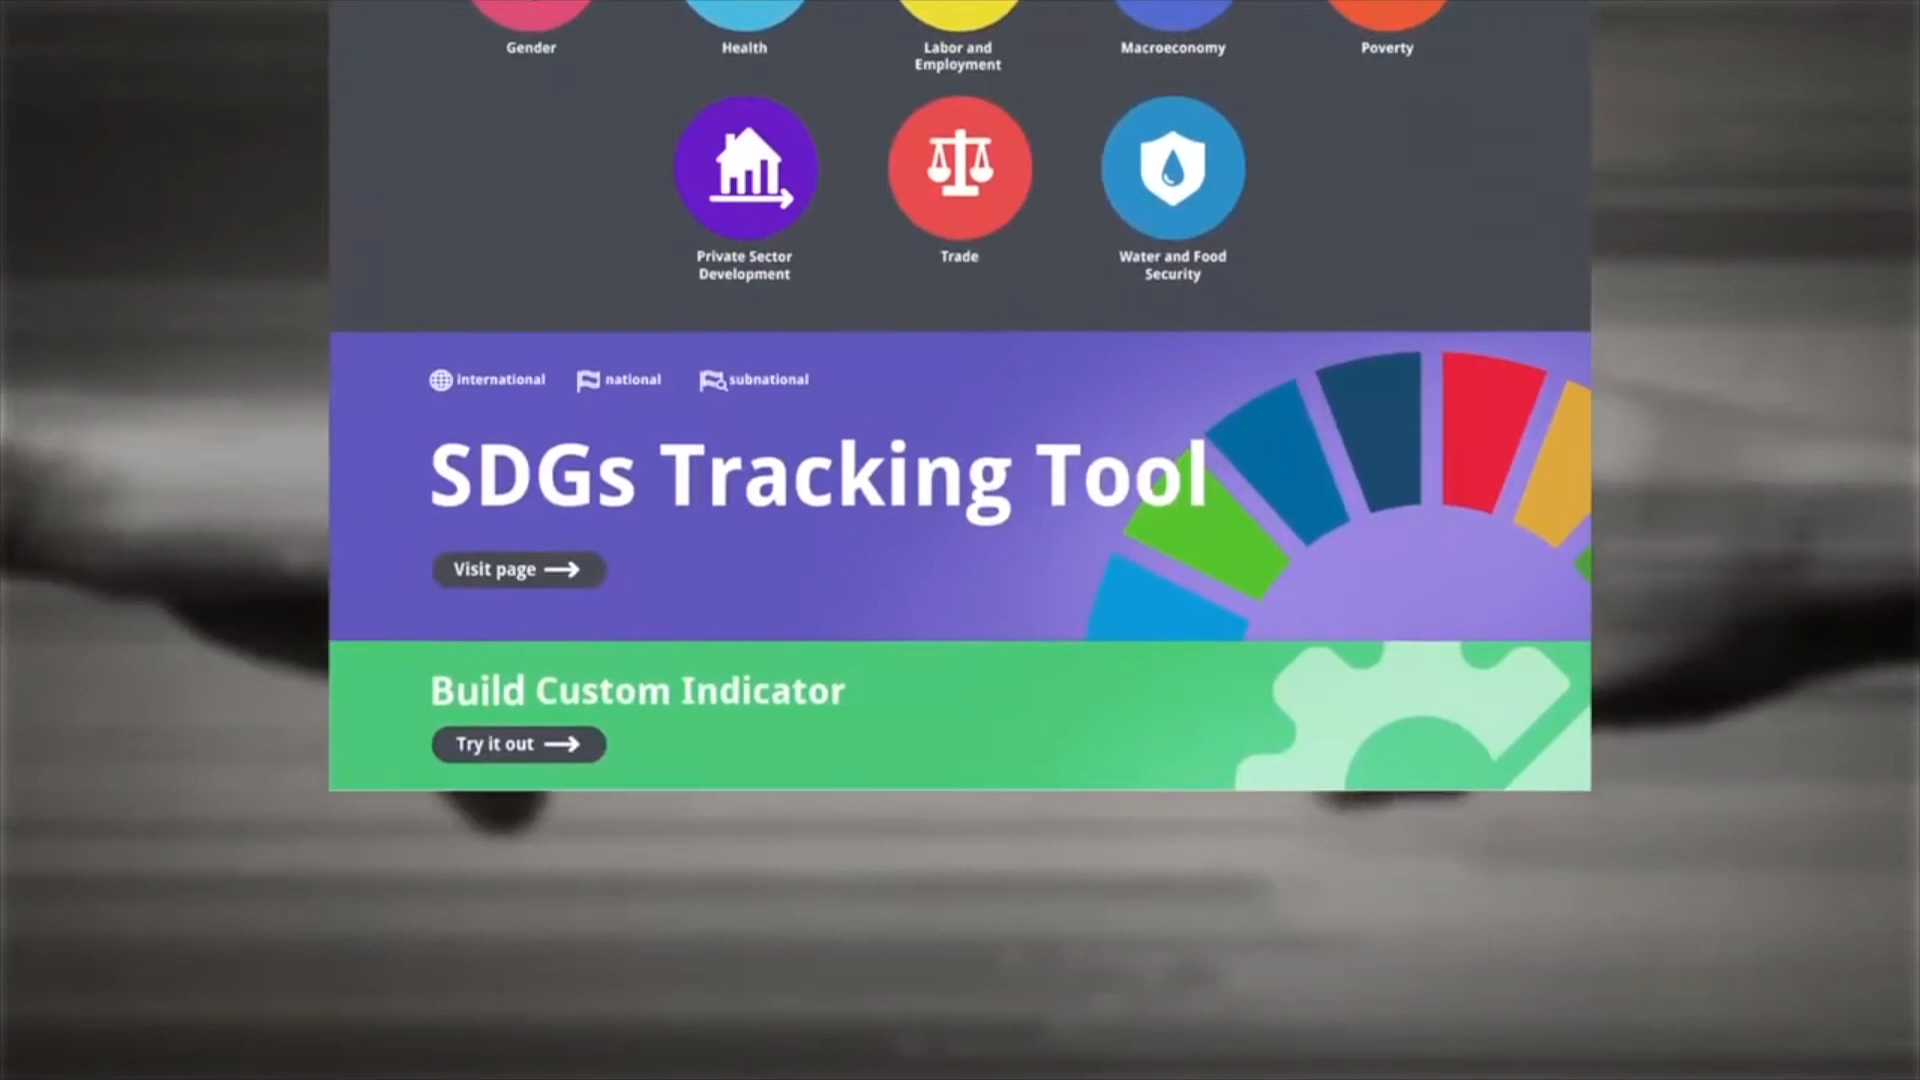 Gender
Health
Labor and
Employment
Macroeconomy
Poverty
Private Sector
Development
Trade
Water and Food
Security
international
national
subnational
SDGs Tracking Tool
Visit page
Build Custom Indicator
Try it out